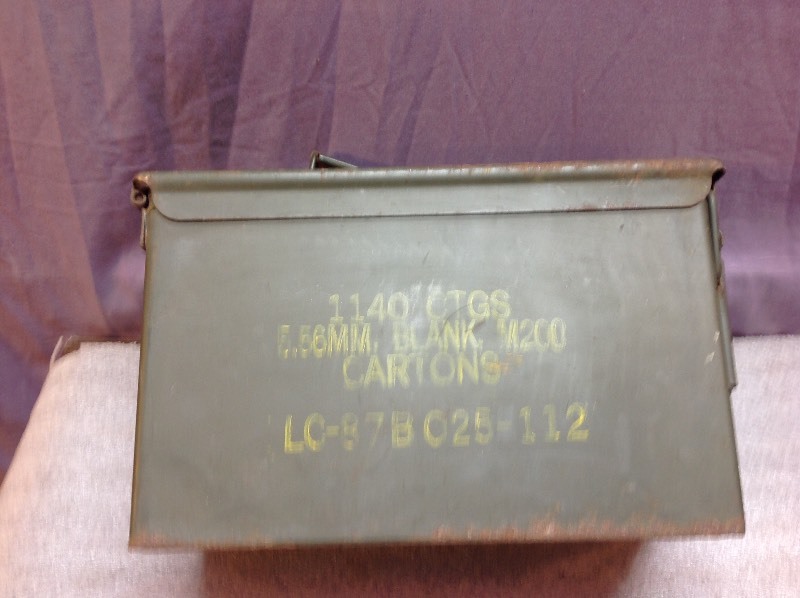 1140 CTGS
5.56MM, BLANK, M200
CARTONS
LC-87B025-112